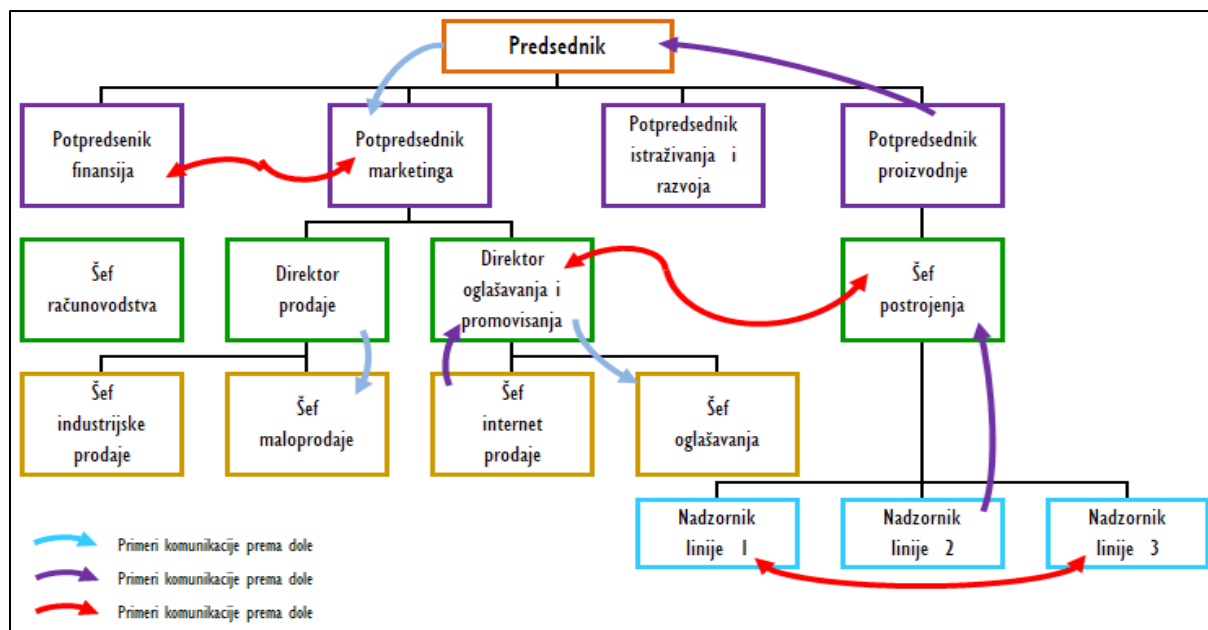 Predsednik
Potpredsenik
finansija
Potpredsednik
marketinga
Potpredsednik
istraživanja i
razvoja
Potpredsednik
proizvodnje
Šef
računovodstva
Direktor
prodaje
Direktor
oglašavanja i
promovisanja
Šef
postrojenja
Šef
industrijske
prodaje
Šef
maloprodaje
Šef
internet
prodaje
Šef
oglašavanja
Nadzornik
linije 1
Nadzornik
linije 2
Nadzornik
linije 3
Primeri komunikacije prema dole
Primeri komunikacije prema dole
Primeri komunikacije prema dole